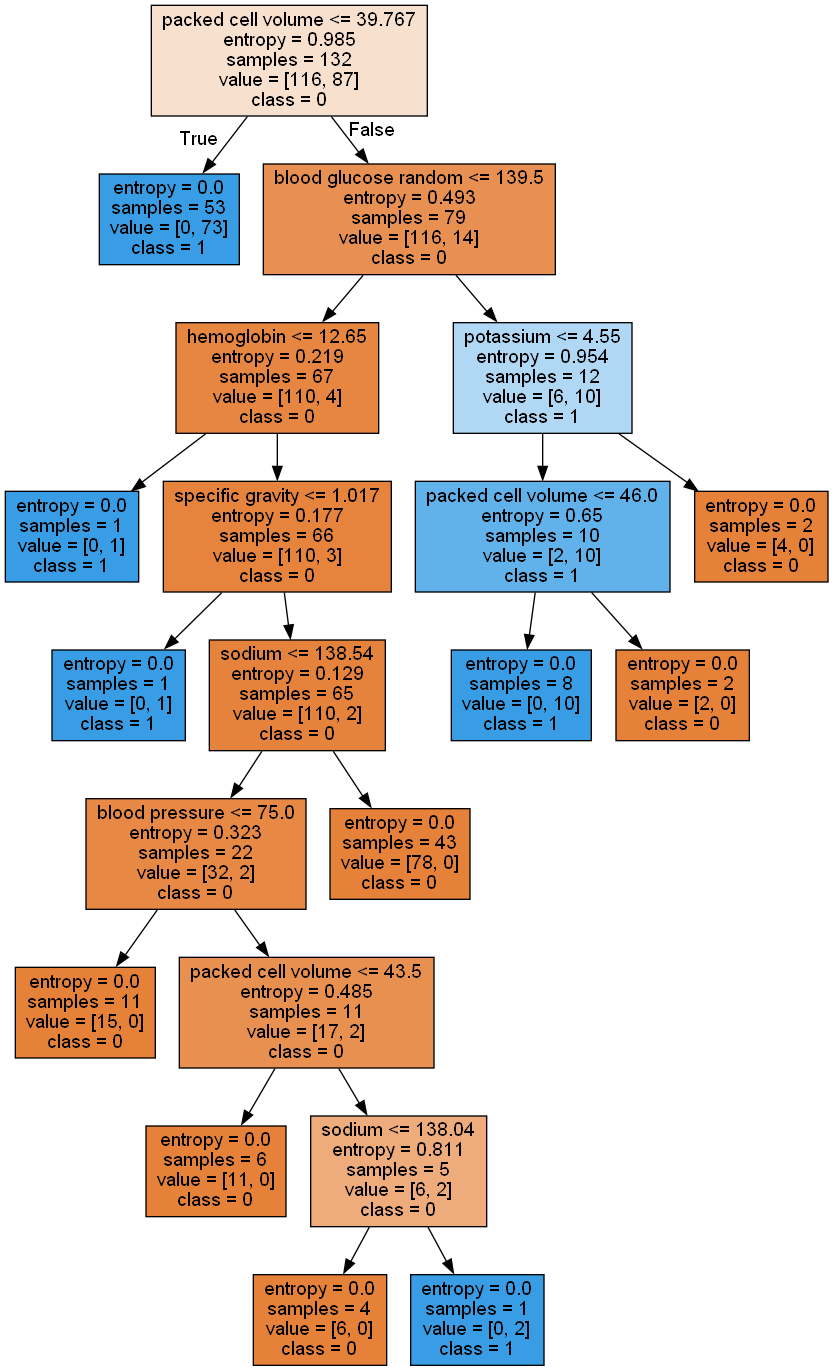 packed cell volume <= 39.767
entropy = 0.985
samples = 132
value = [116, 87]
class = 0
True
False
entropy = 0.0
samples = 53
value = [0, 73]
class = 1
blood glucose random <= 139.5
entropy = 0.493
samples = 79
value = [116, 14]
class = 0
hemoglobin <= 12.65
entropy = 0.219
samples = 67
value = [110, 4]
class = 0
potassium <= 4.55
entropy = 0.954
samples = 12
value = [6, 10]
class = 1
entropy = 0.0
samples = 1
value = [0, 1]
class = 1
specific gravity <= 1.017
entropy = 0.177
samples = 66
value = [110, 3]
class = 0
packed cell volume <= 46.0
entropy = 0.65
samples = 10
value = [2, 10]
class = 1
entropy = 0.0
samples = 2
value = [4, 0]
class = 0
entropy = 0.0
samples = 1
value = [0, 1]
class = 1
sodium <= 138.54
entropy = 0.129
samples = 65
value = [110, 2]
class = 0
entropy = 0.0
samples = 8
value = [0, 10]
class = 1
entropy = 0.0
samples = 2
value = [2, 0]
class = 0
blood pressure <= 75.0
entropy = 0.323
samples = 22
value = [32, 2]
class = 0
entropy = 0.0
samples = 43
value = [78, 0]
class = 0
entropy = 0.0
samples = 11
value = [15, 0]
class = 0
packed cell volume <= 43.5
entropy = 0.485
samples = 11
value = [17, 2]
class = 0
entropy = 0.0
samples = 6
value = [11, 0]
class = 0
sodium <= 138.04
entropy = 0.811
samples = 5
value = [6, 2]
class = 0
entropy = 0.0
samples = 4
value = [6, 0]
class = 0
entropy = 0.0
samples = 1
value = [0, 2]
class = 1